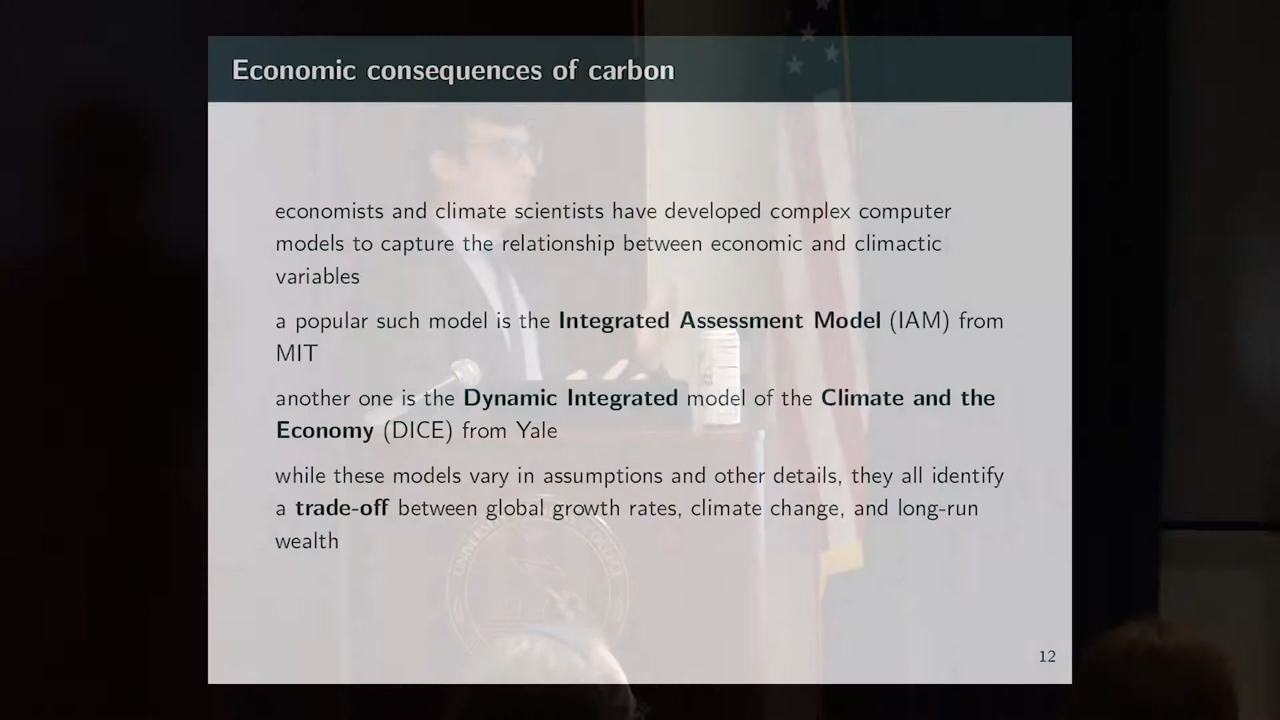 Economic consequences of carbon
economists and climate scientists have developed complex computer
models to capture the relationship between economic and climactic
variables
a popular such model is the Integrated Assessment Model (IAM) from
MIT
another one is the Dynamic Integrated model of the Climate and the
Economy (DICE) from Yale
while these models vary in assumptions and other details, they all identify
a trade-off between global growth rates, climate change, and long-run
wealth
12